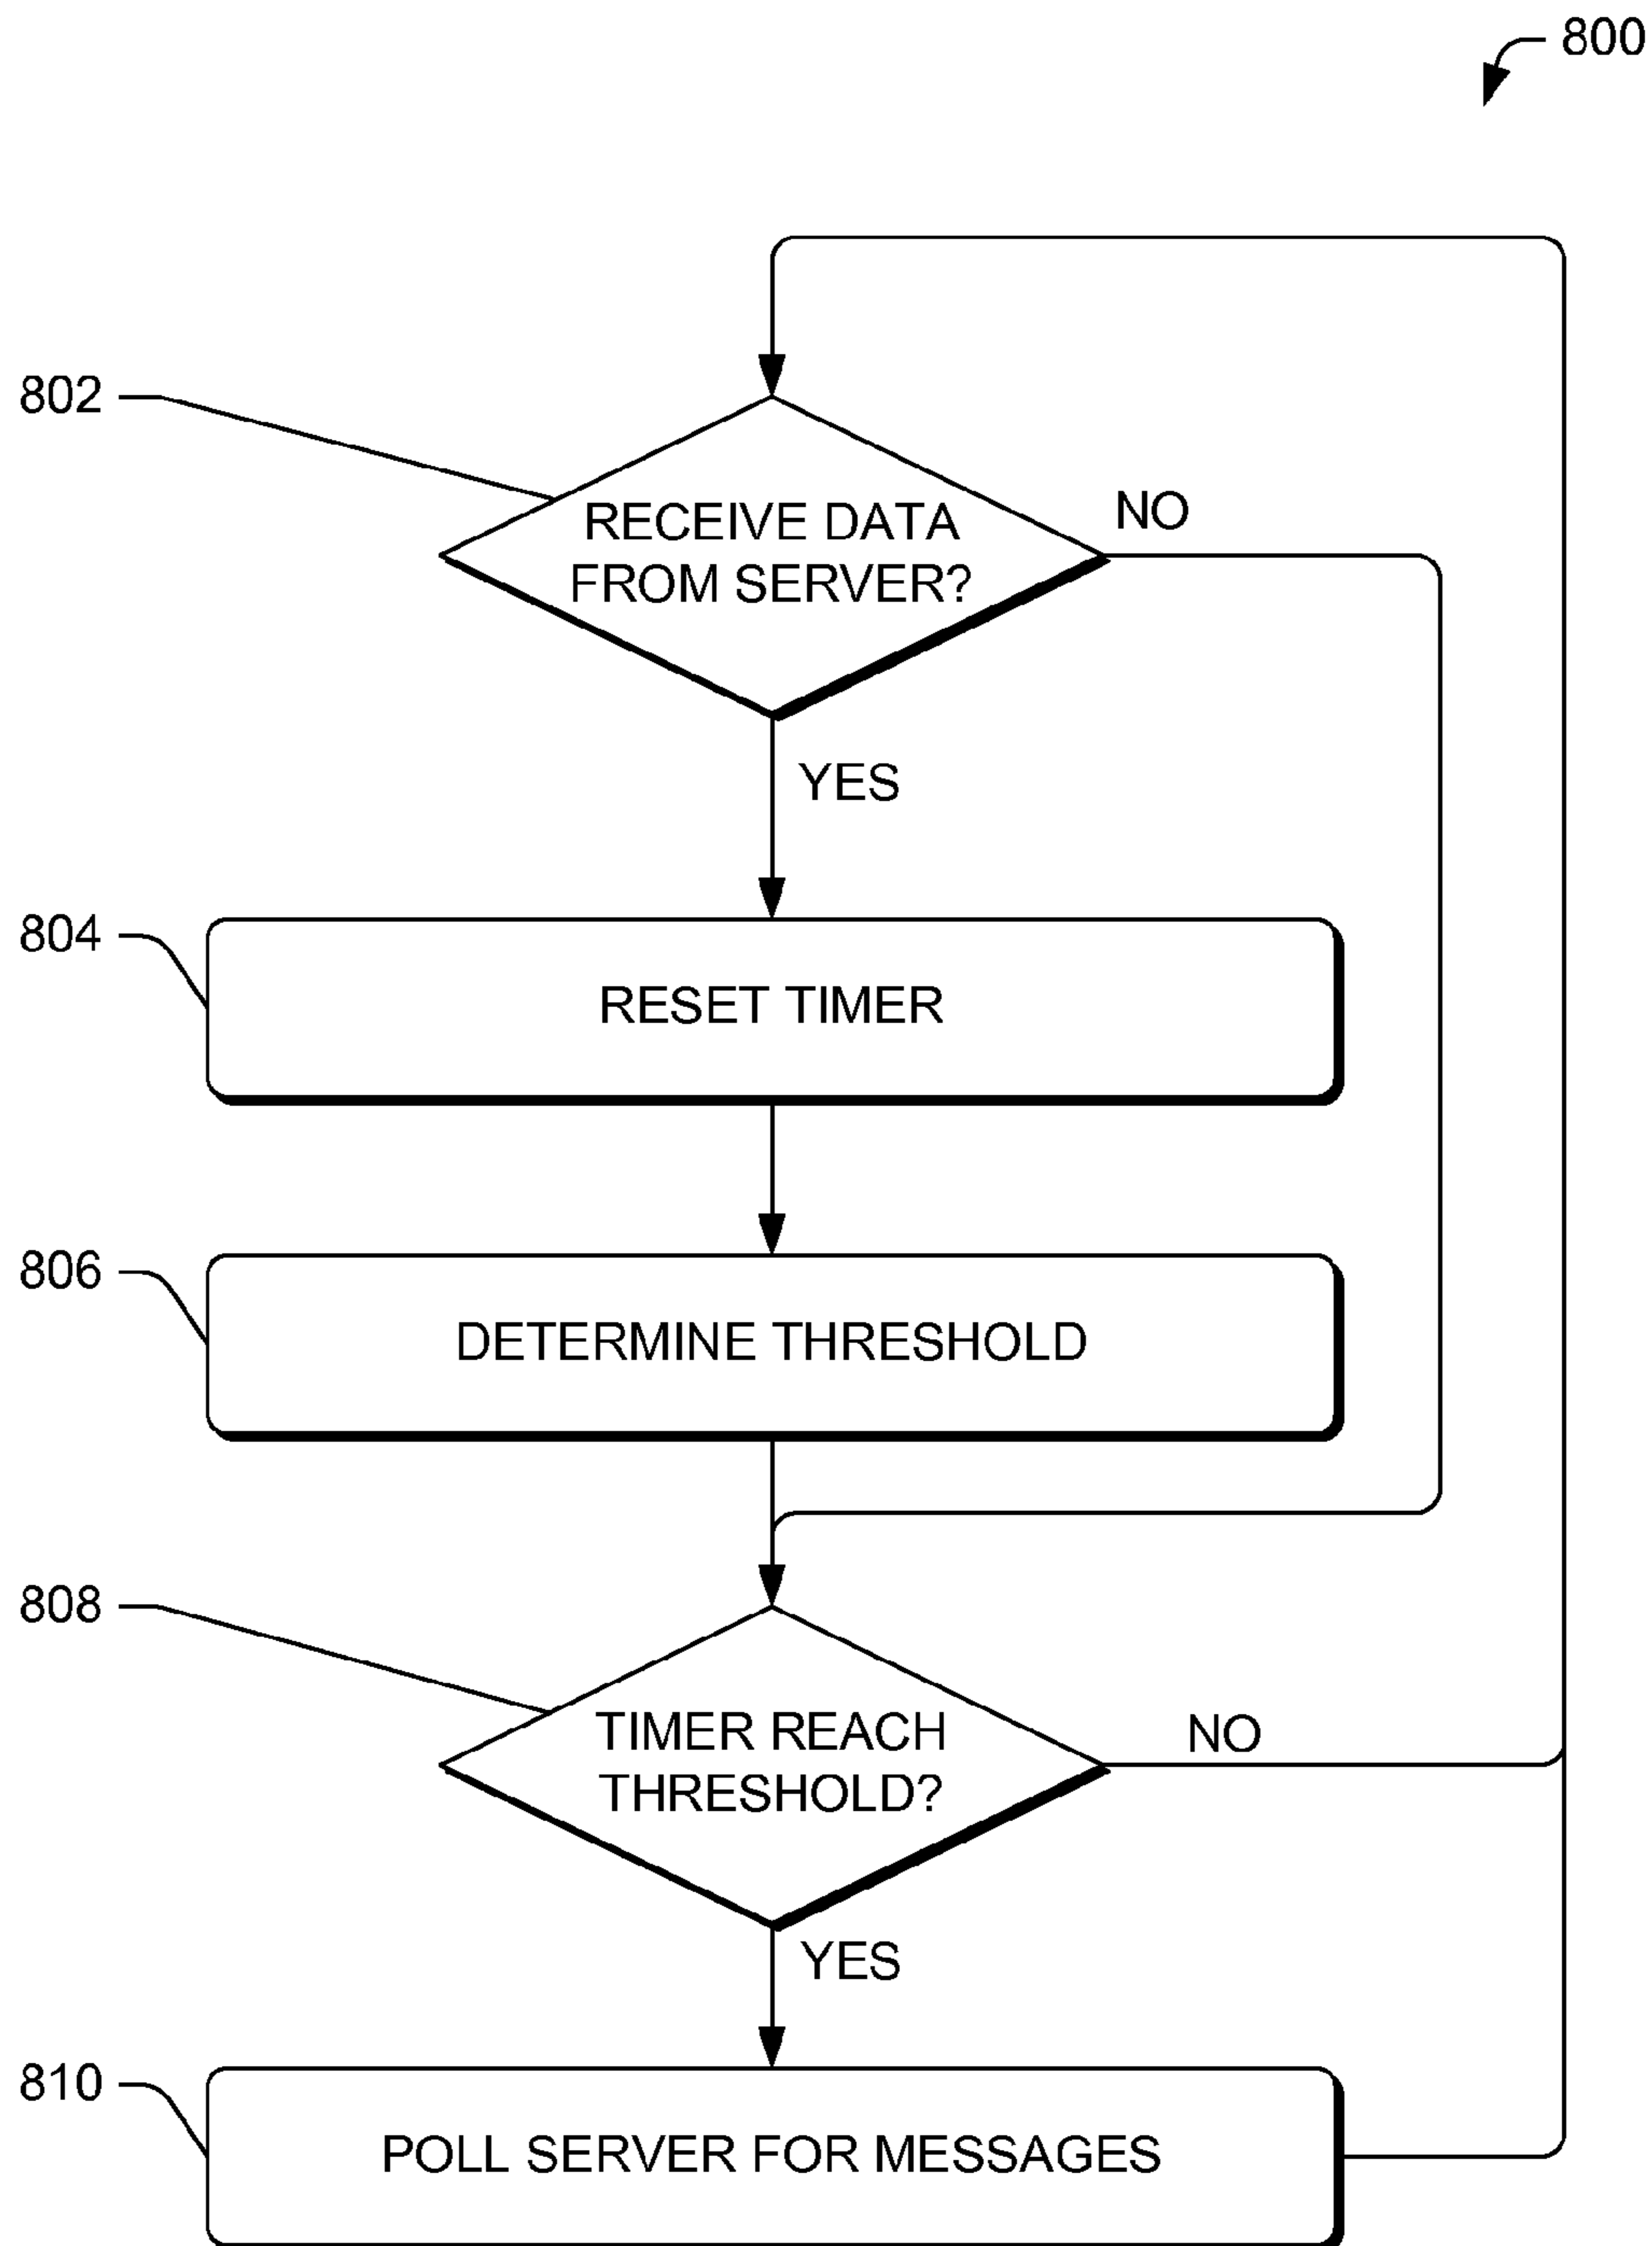 800
802
RECEIVE DATA
FROM SERVER?
NO
YES
804
RESET TIMER
806
DETERMINE THRESHOLD
808
TIMER REACH
THRESHOLD?
NO
YES
810
POLL SERVER FOR MESSAGES